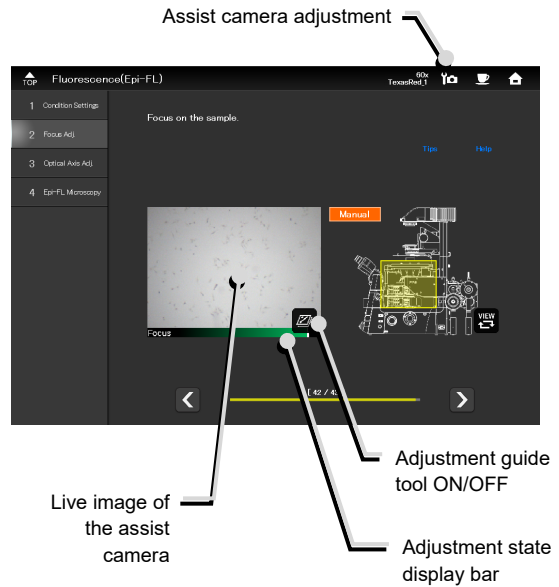 Assist camera adjustment
TOP
Fluorescence(Epi-FL)
60x
TexasRed_1
1 Condition Settings
2 Focus Adj.
3 Optical Axis Adj.
4 Epi-FL Microscopy
Focus on the sample.
Tips
Help
Manual
VIEW
Focus
[ 42 / 43
Adjustment guide
tool ON/OFF
Live image of
the assist
camera
Adjustment state
display bar